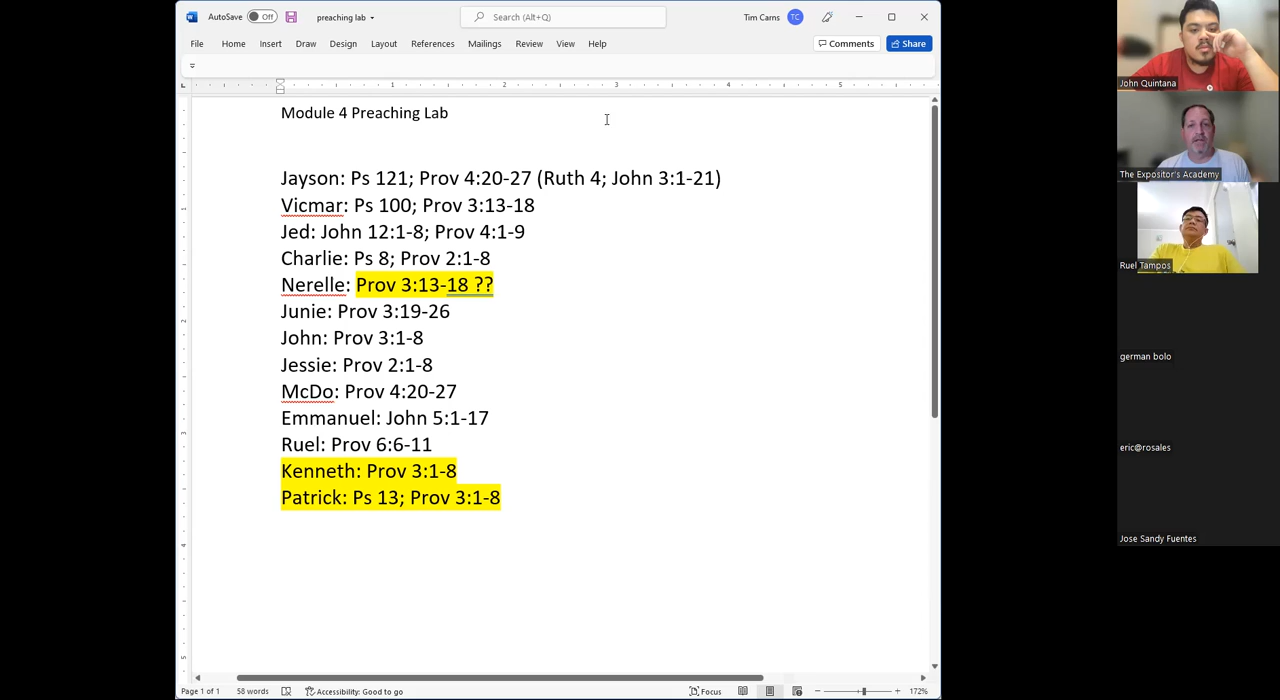 AutoSave Off preaching lab Search (Alt+Q) Tim Carns TC
File Home Insert Draw Design Layout References Mailings Review View Help Comments Share
1 2 3 4 5
Module 4 Preaching Lab
Jayson: Ps 121; Prov 4:20-27 (Ruth 4; John 3:1-21)
Vicmar: Ps 100; Prov 3:13-18
Jed: John 12:1-8; Prov 4:1-9
Charlie: Ps 8; Prov 2:1-8
Nerelle: Prov 3:13-18 ??
Junie: Prov 3:19-26
John: Prov 3:1-8
Jessie: Prov 2:1-8
McDo: Prov 4:20-27
Emmanuel: John 5:1-17
Ruel: Prov 6:6-11
Kenneth: Prov 3:1-8
Patrick: Ps 13; Prov 3:1-8
Page 1 of 1 58 words Accessibility: Good to go Focus 172%
John Quintana
The Expositor's Academy
Ruel Tampos
german bolo
eric@rosales
Jose Sandy Fuentes